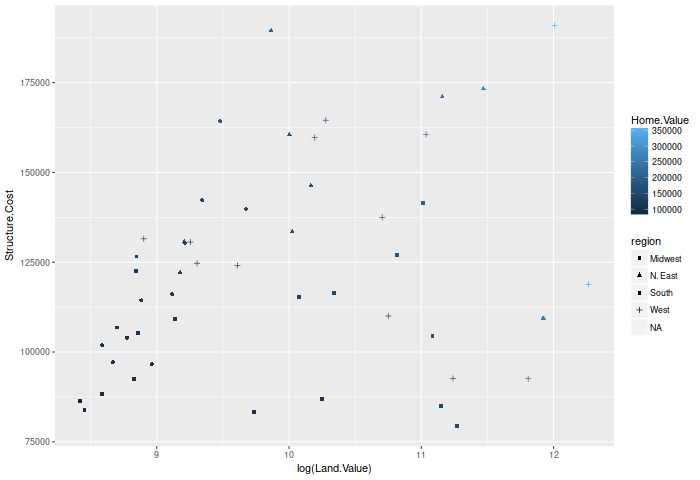 175000
150000
125000
100000
75000
Structure.Cost
9
10
11
12
log(Land.Value)
Home.Value
350000
300000
250000
200000
150000
100000
region
Midwest
N. East
South
West
NA